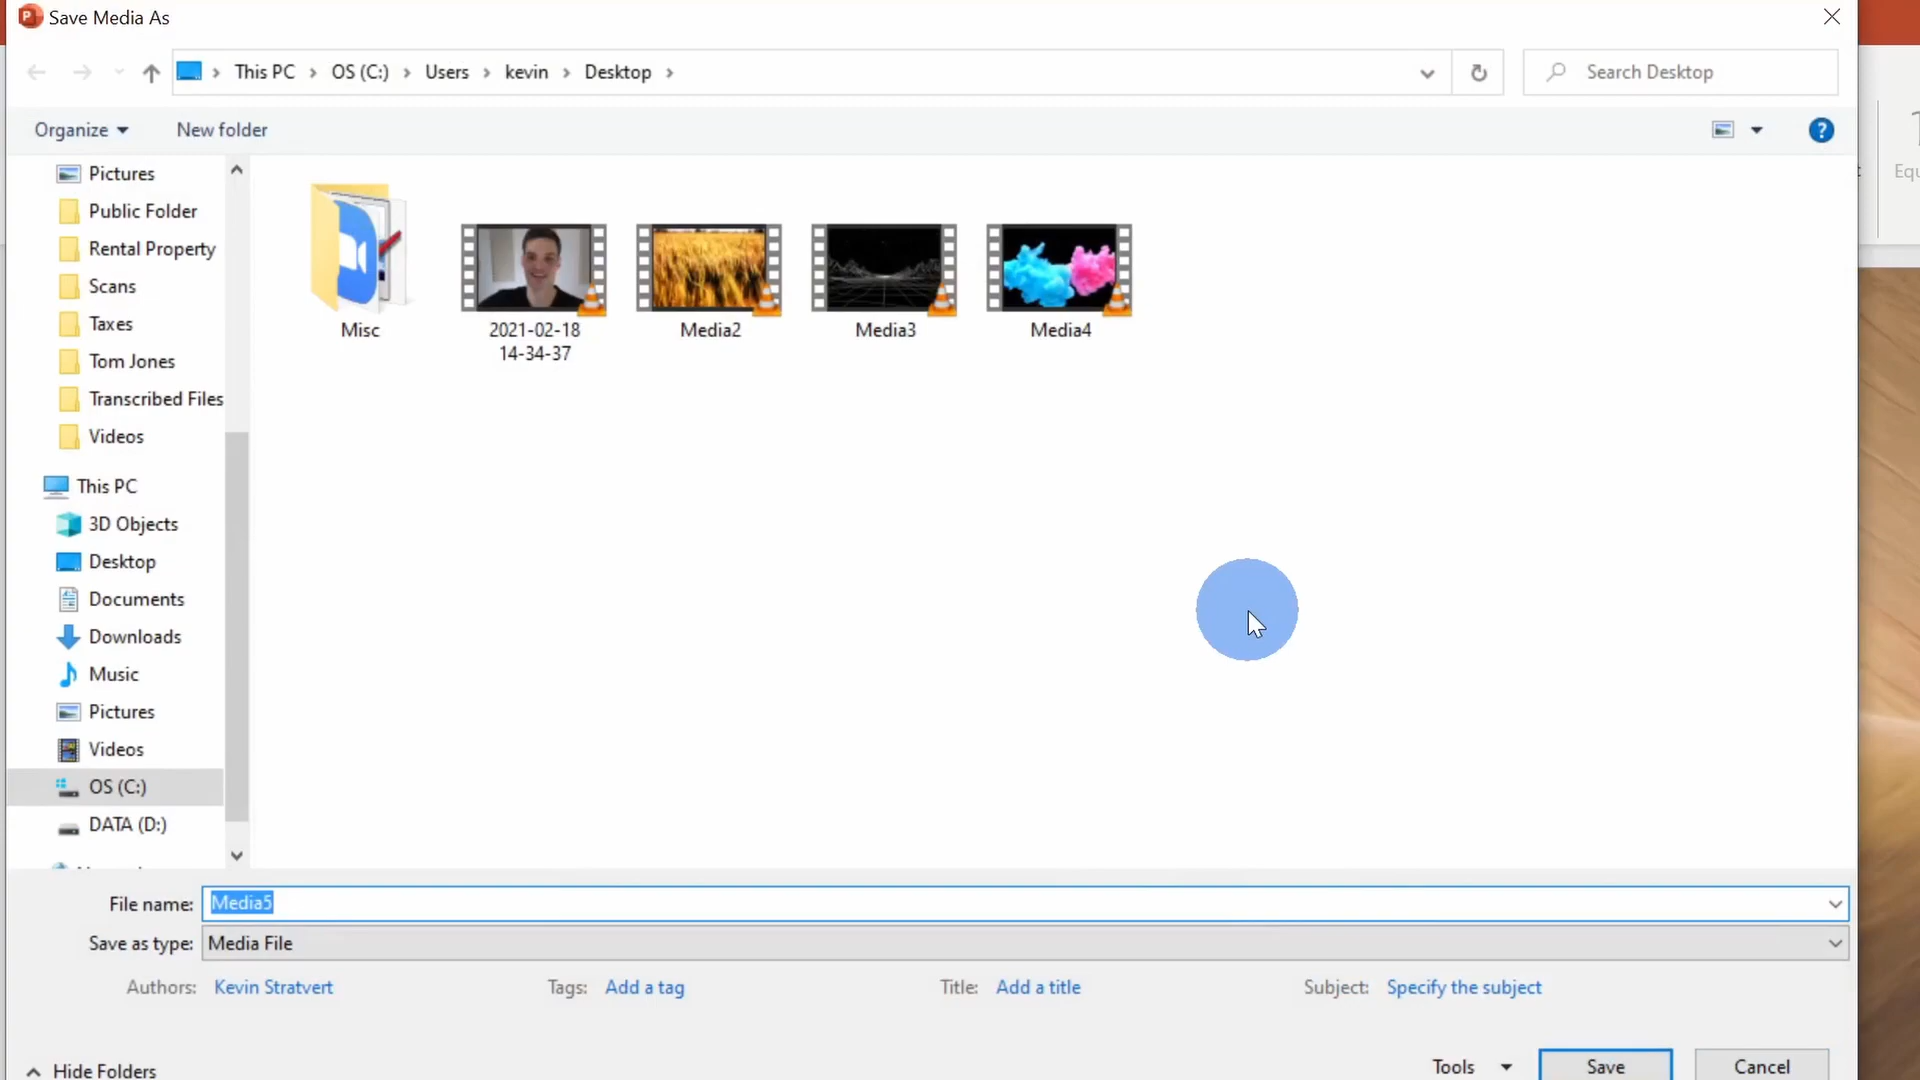 Save Media As
This PC > OS (C:) > Users > kevin > Desktop >
Search Desktop
Organize
New folder
Equ
Pictures
Public Folder
Rental Property
Scans
Taxes
Tom Jones
Transcribed Files
Videos
This PC
3D Objects
Desktop
Documents
Downloads
Music
Pictures
Videos
OS (C:)
DATA (D:)
Misc
2021-02-18
14-34-37
Media2
Media3
Media4
File name: Media5
Save as type: Media File
Authors: Kevin Stratvert Tags: Add a tag Title: Add a title Subject: Specify the subject
Hide Folders
Tools
Save
Cancel